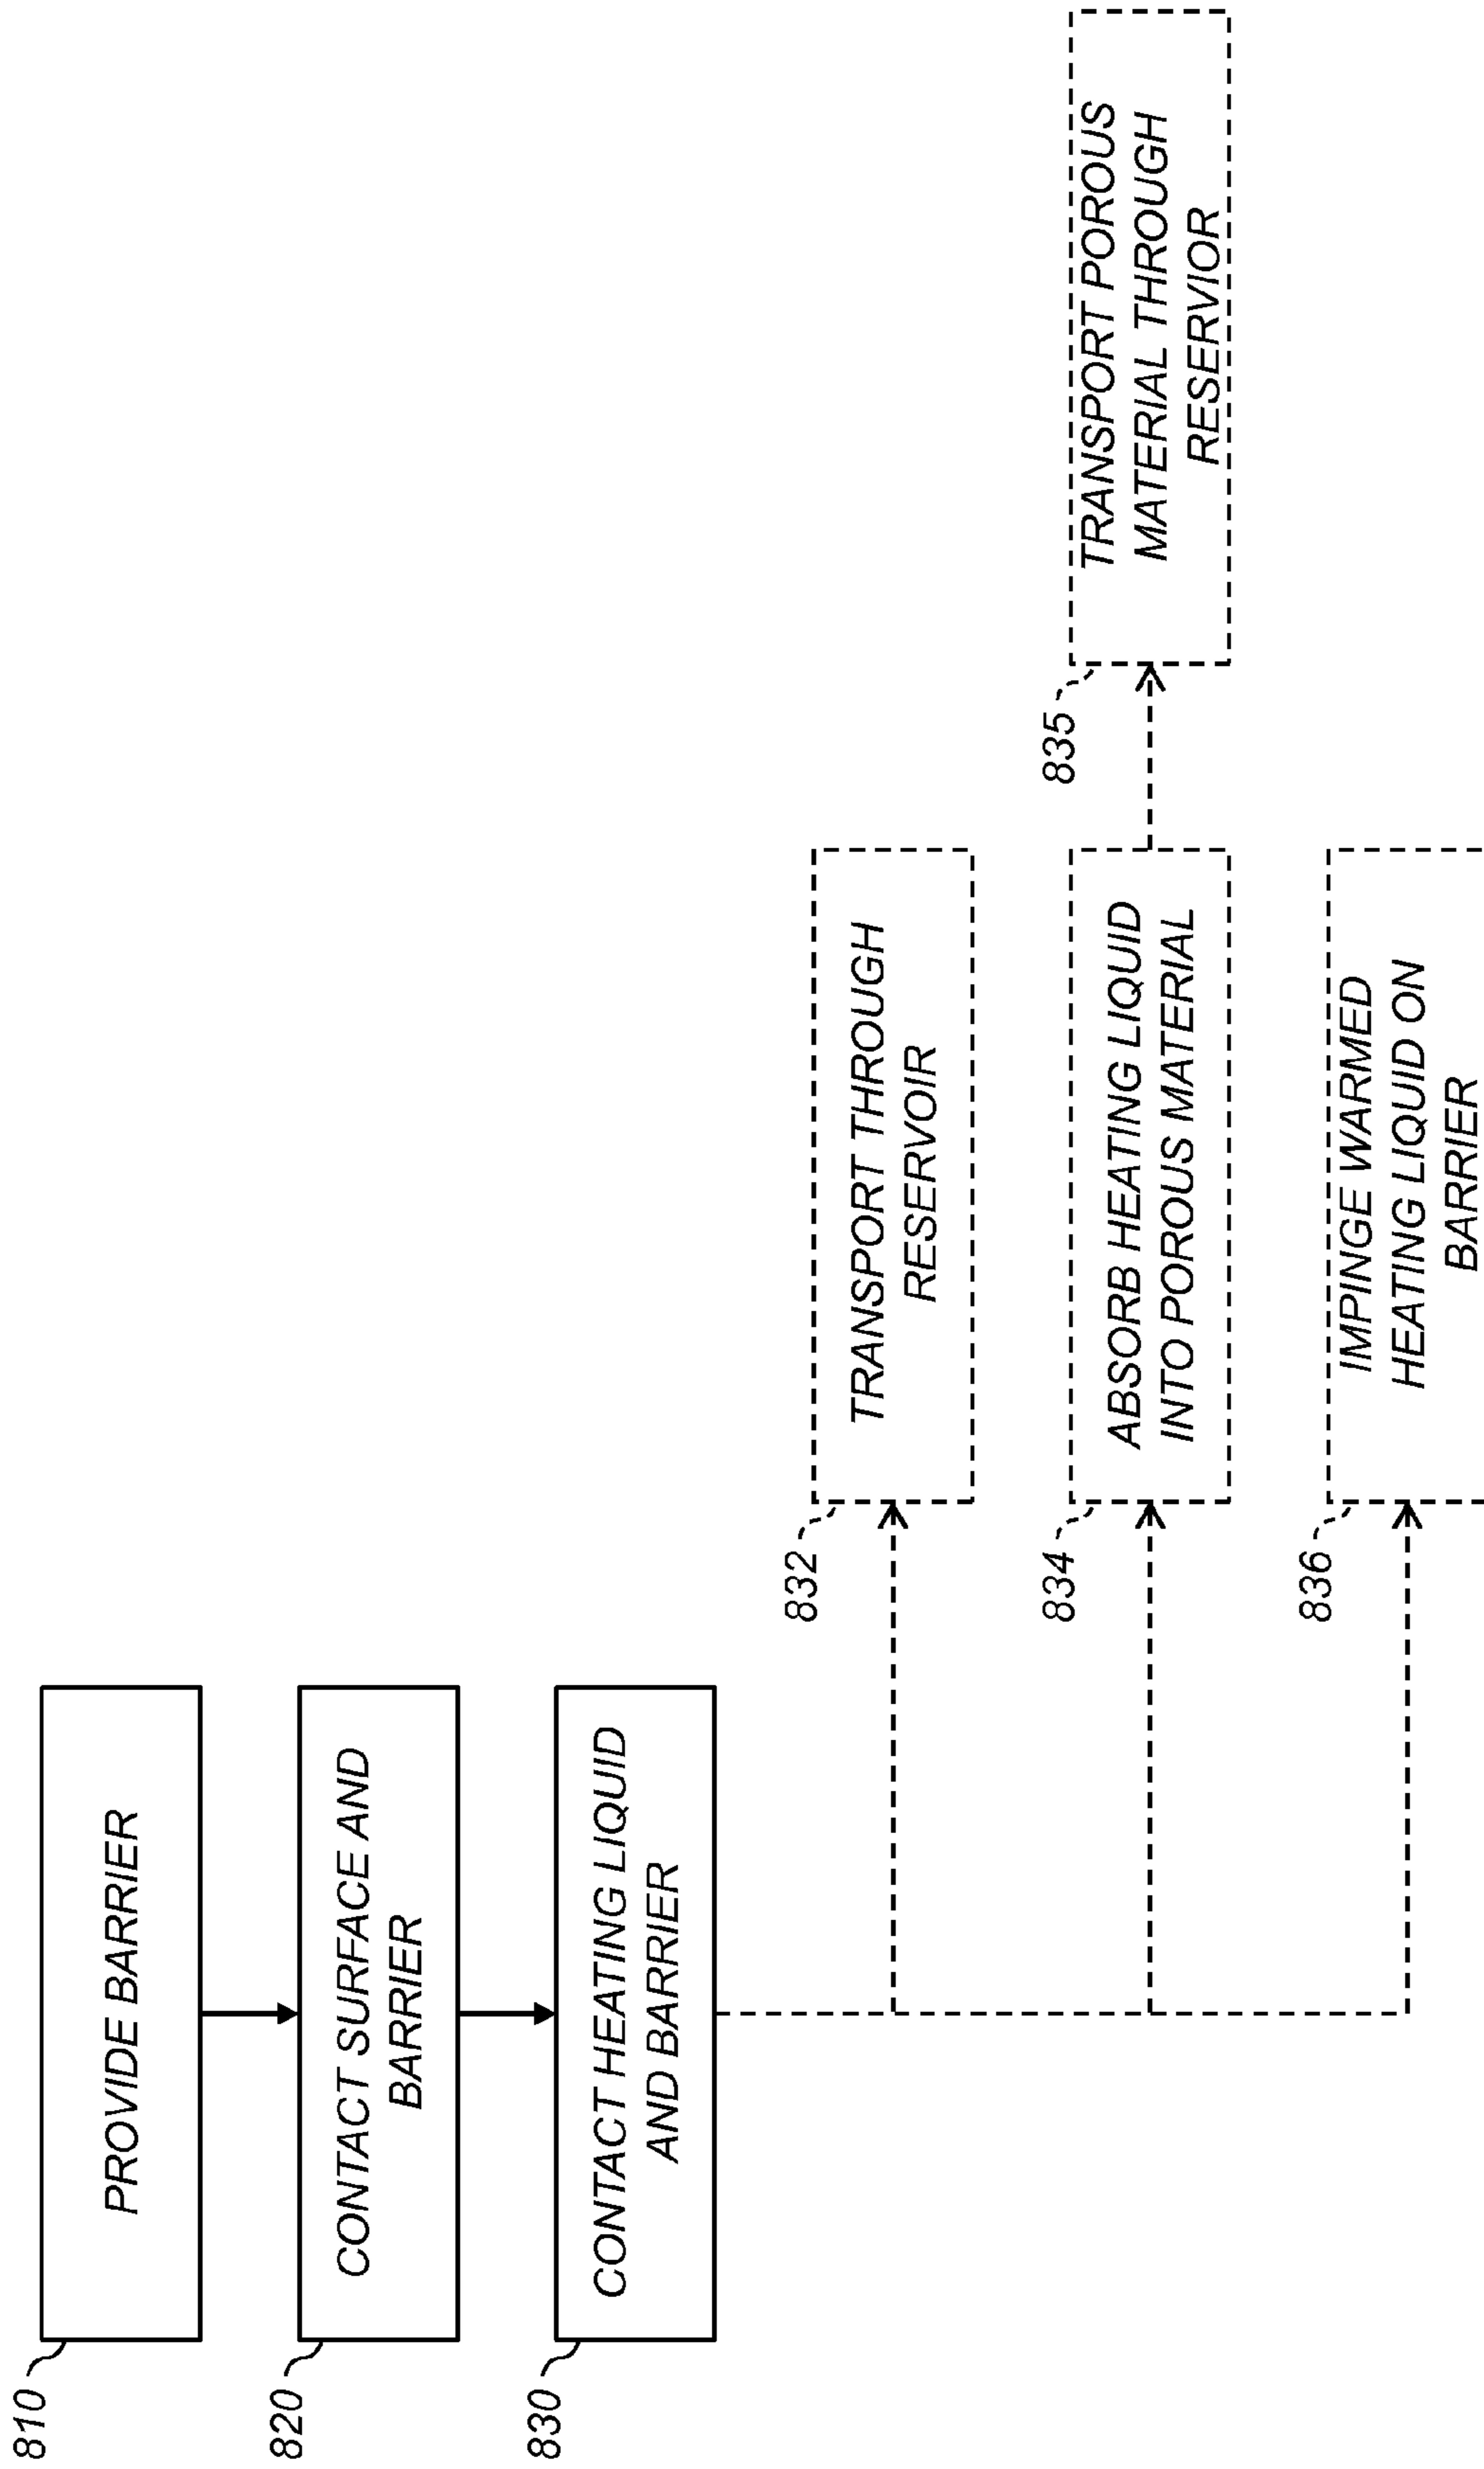 810
PROVIDE BARRIER
820
CONTACT SURFACE AND
BARRIER
830
CONTACT HEATING LIQUID
AND BARRIER
832
TRANSPORT THROUGH
RESERVOIR
834
ABSORB HEATING LIQUID
INTO POROUS MATERIAL
835
TRANSPORT POROUS
MATERIAL THROUGH
RESERVIOR
836
IMPINGE WARMED
HEATING LIQUID ON
BARRIER